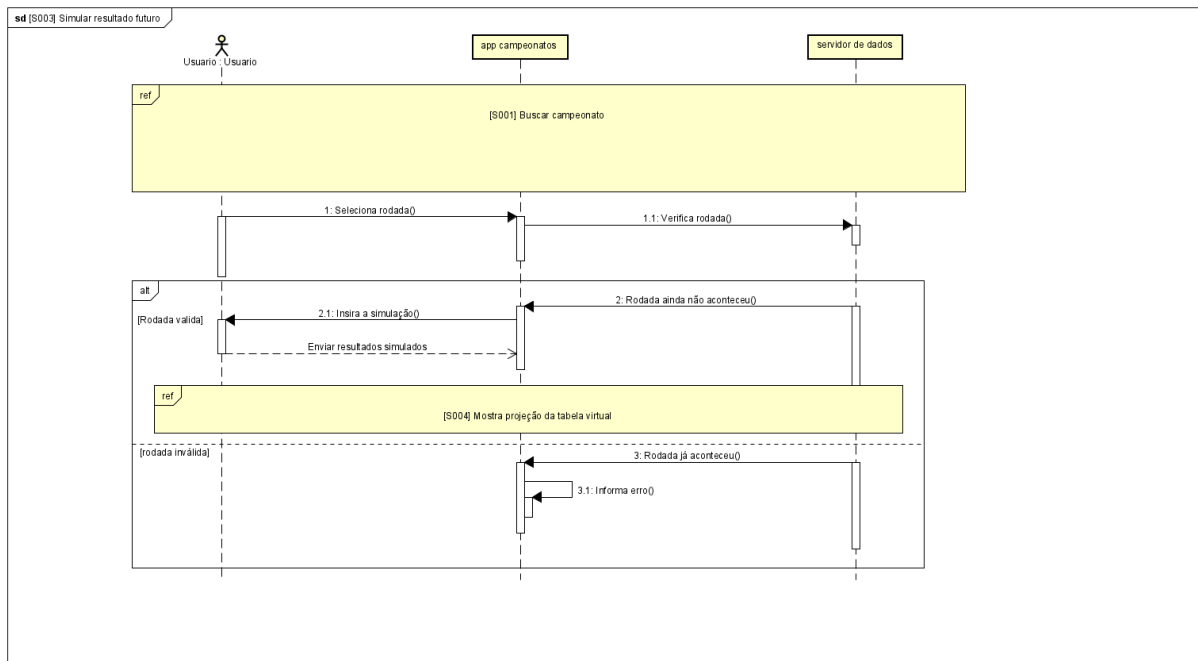 sd [S003] Simular resultado futuro
Usuario : Usuario
app campeonatos
servidor de dados
ref
[S001] Buscar campeonato
1: Seleciona rodada()
1.1: Verifica rodada()
alt
[Rodada valida]
2: Rodada ainda não aconteceu()
2.1: Insira a simulação()
Enviar resultados simulados
ref
[S004] Mostra projeção da tabela virtual
[rodada inválida]
3: Rodada já aconteceu()
3.1: Informa erro()